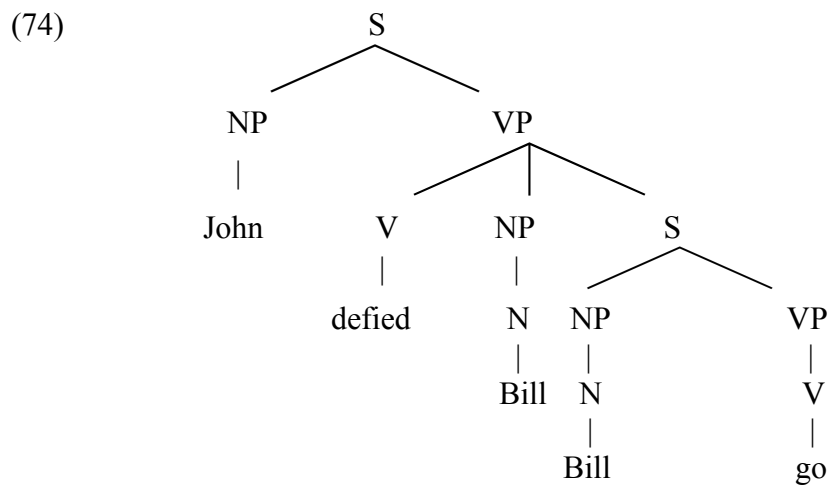 (74) S
NP VP
John V NP S
defied N NP VP
Bill N V
Bill go